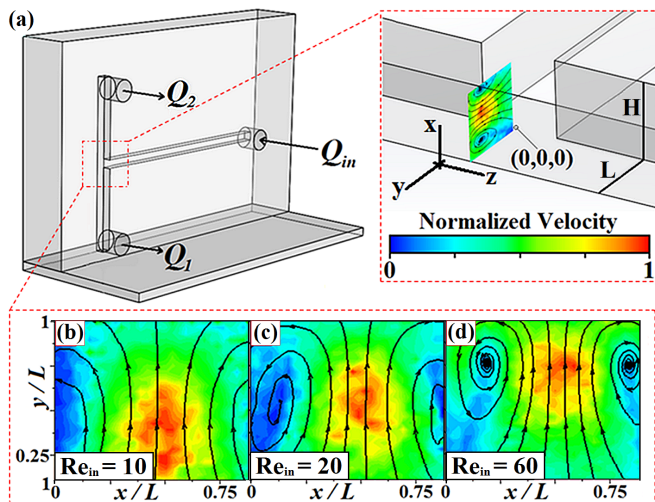 (a)
Q2
Qin
Q1
H
x
(0,0,0)
L
y
z
Normalized Velocity
0
1
(b)
(c)
(d)
1
y / L
0.25
1
Rein = 10
Rein = 20
Rein = 60
0
x / L
0.75
0
x / L
0.75
0
x / L
0.75